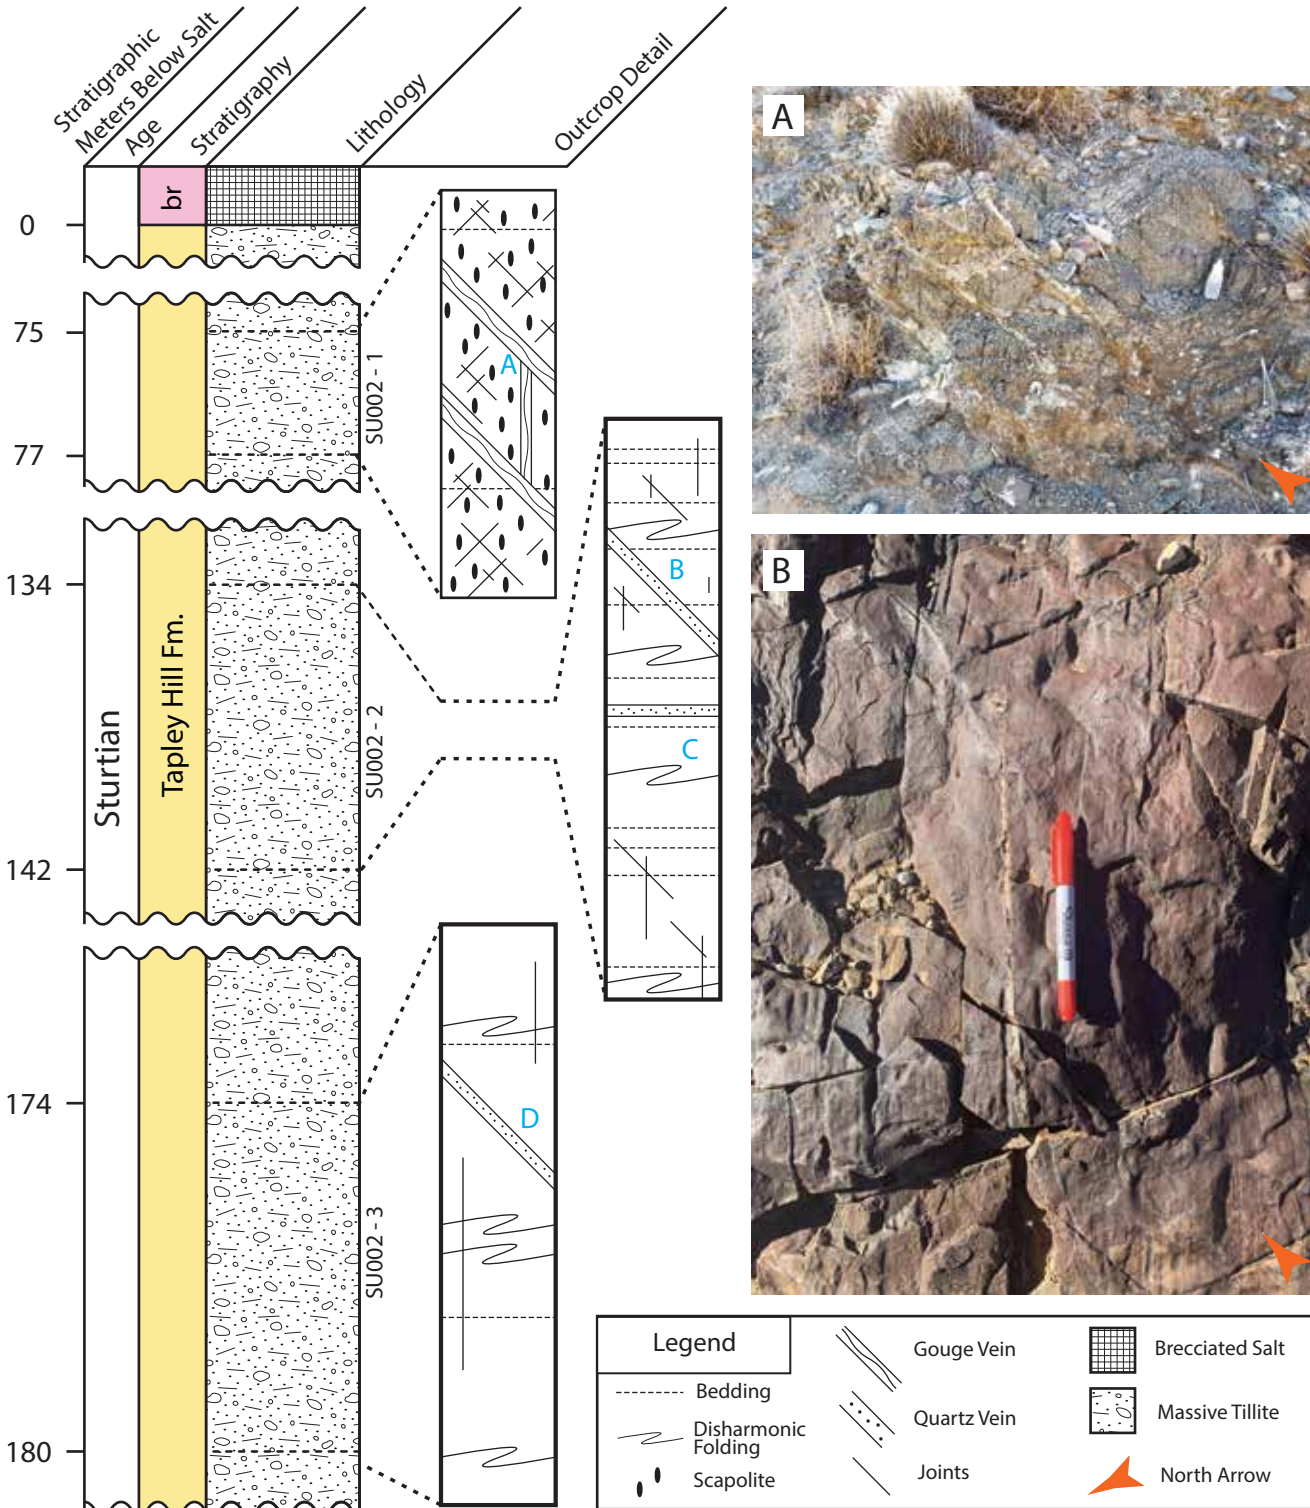 Stratigraphic
Meters Below Salt
Age
Stratigraphy
Lithology
Outcrop Detail
br
0
75
77
134
142
174
180
Sturtian
Tapley Hill Fm.
SU002 - 1
SU002 - 2
SU002 - 3
A
B
C
D
A
B
Legend
Bedding
Disharmonic
Folding
Scapolite
Gouge Vein
Quartz Vein
Joints
Brecciated Salt
Massive Tillite
North Arrow